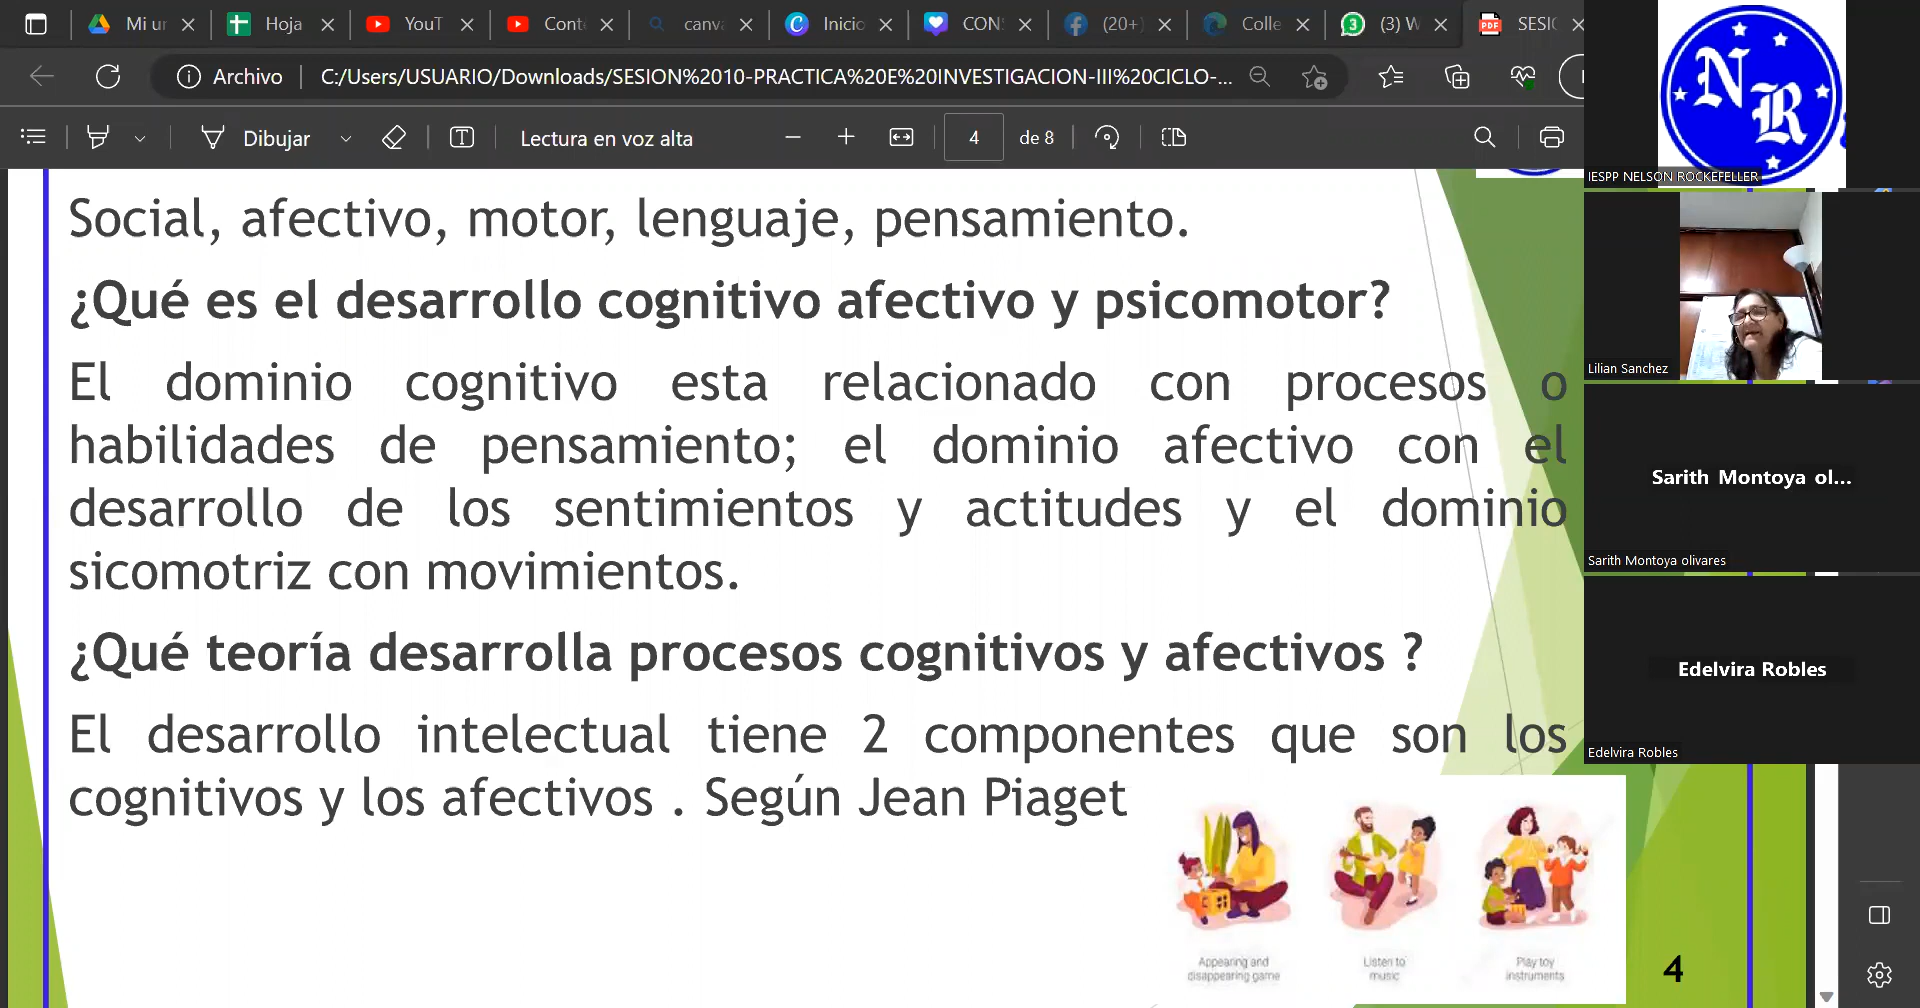 Mi ur
Hoja
YouT
Cont
canv
Inicio
CON
(20+)
Colle
3
(3) W
PDF
SESIC
Archivo
C:/Users/USUARIO/Downloads/SESION%2010-PRACTICA%20E%20INVESTIGACION-III%20CICLO-...
Dibujar
Lectura en voz alta
4
de 8
Social, afectivo, motor, lenguaje, pensamiento.
¿Qué es el desarrollo cognitivo afectivo y psicomotor?
El dominio cognitivo esta relacionado con procesos o
habilidades de pensamiento; el dominio afectivo con el
desarrollo de los sentimientos y actitudes y el dominio
sicomotriz con movimientos.
¿Qué teoría desarrolla procesos cognitivos y afectivos ?
El desarrollo intelectual tiene 2 componentes que son los
cognitivos y los afectivos . Según Jean Piaget
Appearing and
disappearing game
Listen to
music
Play toy
instruments
4
NR
IESPP NELSON ROCKEFELLER
Lilian Sanchez
Sarith Montoya ol...
Sarith Montoya olivares
Edelvira Robles
Edelvira Robles